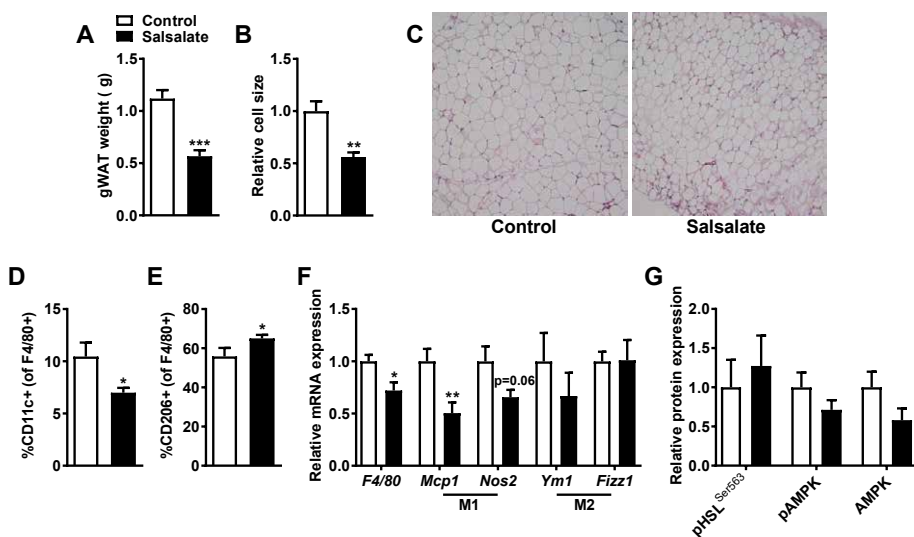 Control
Salsalate
A
gWAT weight ( g)
1.5
1.0
0.5
0.0
***
B
Relative cell size
1.5
1.0
0.5
0.0
**
C
Control
Salsalate
D
%CD11c+ (of F4/80+)
15
10
5
0
*
E
%CD206+ (of F4/80+)
80
60
40
20
0
*
F
Relative mRNA expression
1.5
1.0
0.5
0.0
*
**
p=0.06
F4/80 Mcp1 Nos2 Ym1 Fizz1
M1 M2
G
Relative protein expression
2.0
1.5
1.0
0.5
0.0
pHSL Ser563
pAMPK
AMPK